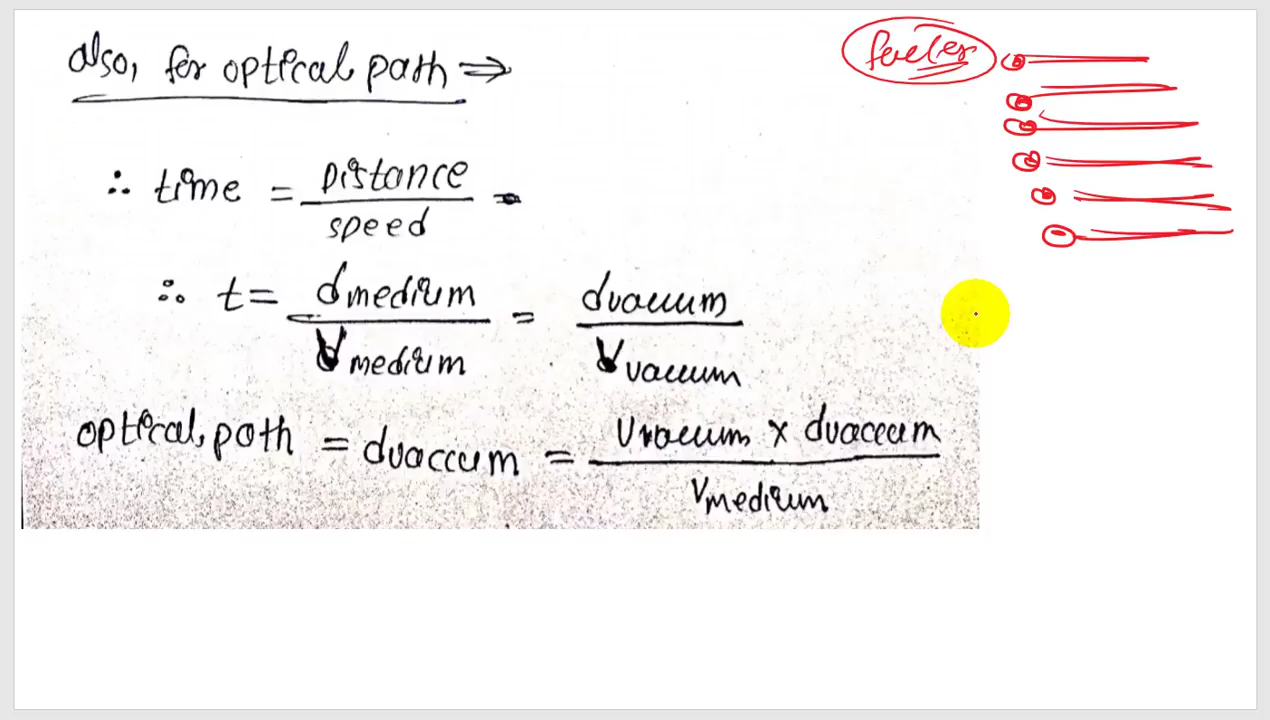 also, for optical path ⇒
∴ time = Distance / speed -
∴ t = dmedium / Vmedium = dvacuum / Vvacuum
optical path = dvaccum = Vvacuum × dvaccum / Vmedium